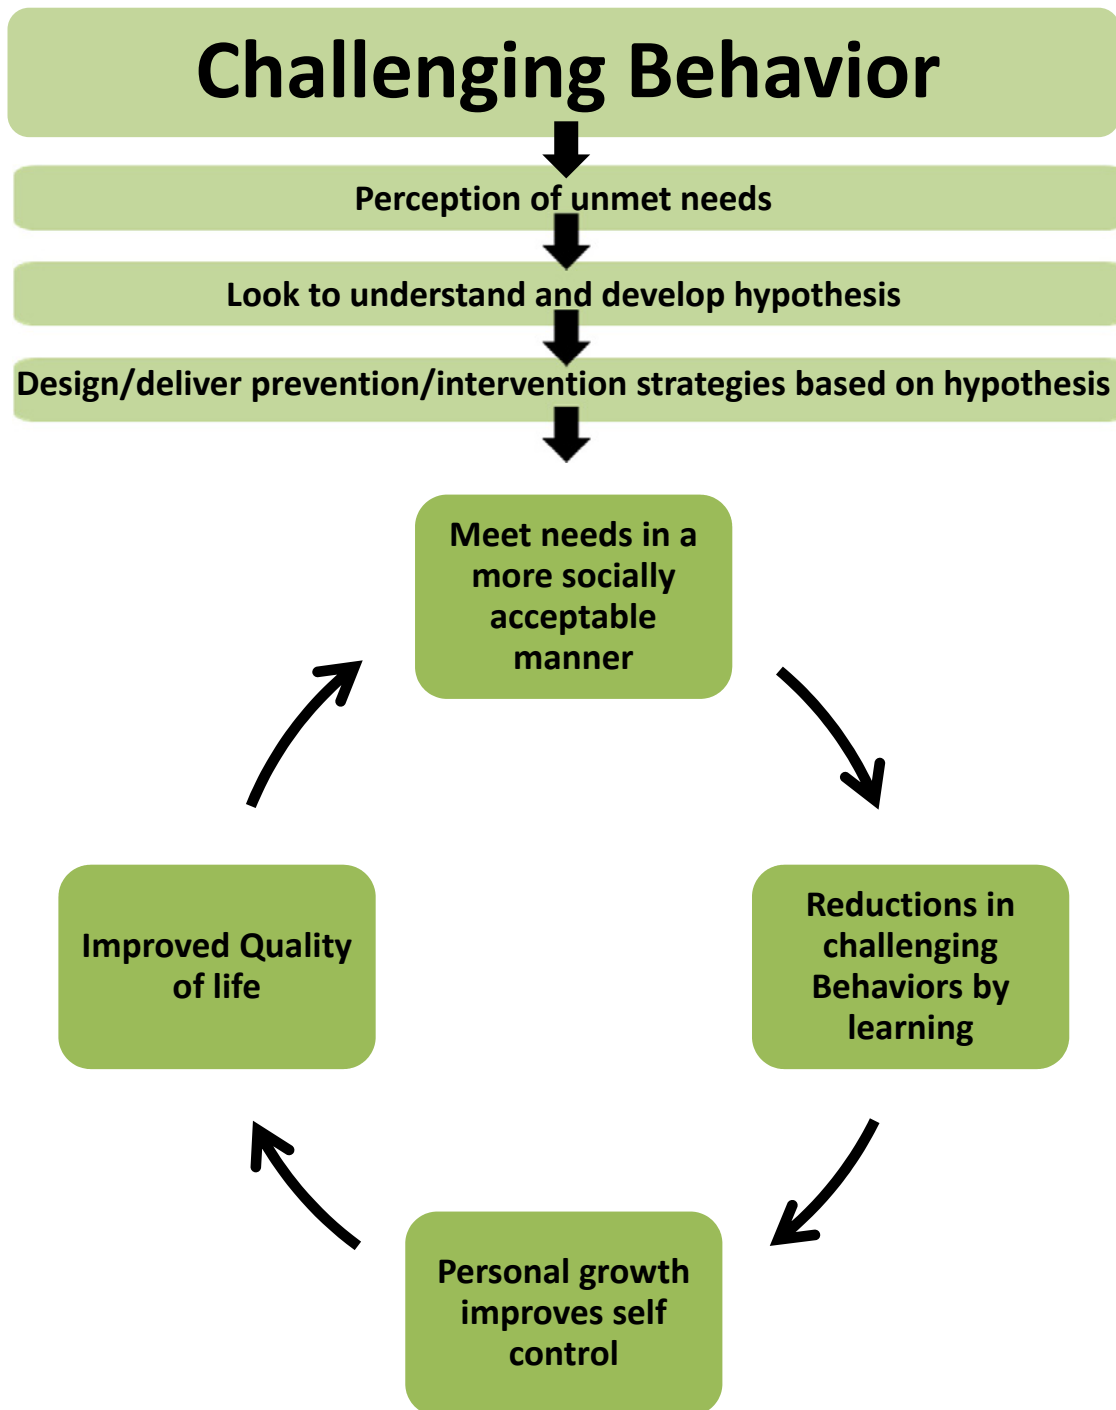 Challenging Behavior
Perception of unmet needs
Look to understand and develop hypothesis
Design/deliver prevention/intervention strategies based on hypothesis
Meet needs in a
more socially
acceptable
manner
Reductions in
challenging
Behaviors by
learning
Personal growth
improves self
control
Improved Quality
of life